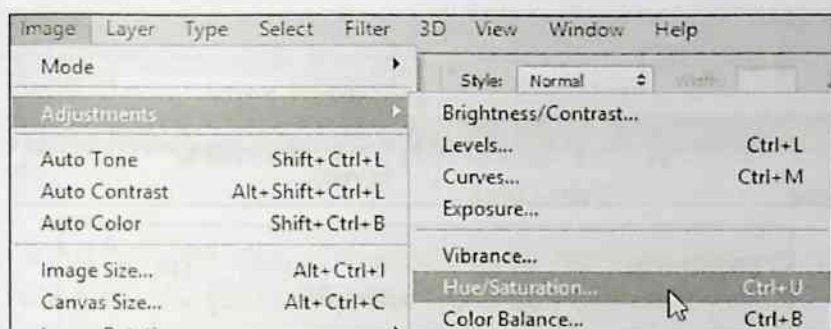 Image Layer Type Select Filter 3D View Window Help
Mode
Style: Normal Width:
Adjustments
Brightness/Contrast...
Levels... Ctrl+L
Curves... Ctrl+M
Exposure...
Auto Tone Shift+Ctrl+L
Auto Contrast Alt+Shift+Ctrl+L
Auto Color Shift+Ctrl+B
Vibrance...
Hue/Saturation... Ctrl+U
Color Balance... Ctrl+B
Image Size... Alt+Ctrl+I
Canvas Size... Alt+Ctrl+C